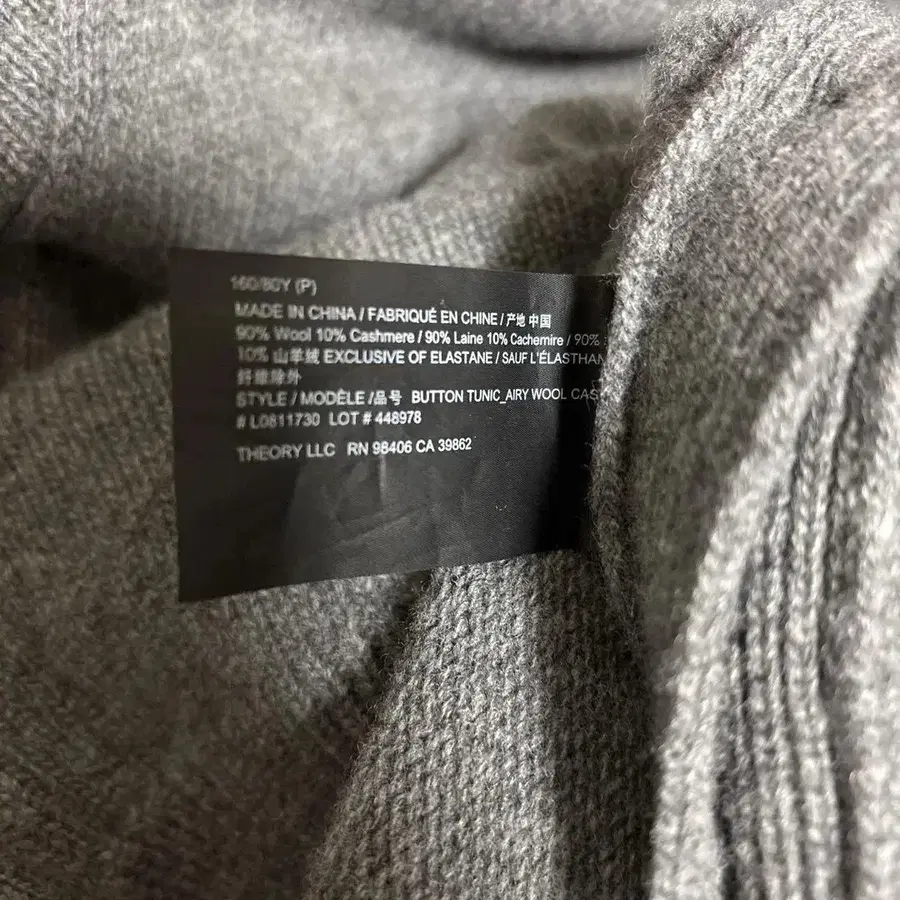 160/80Y (P)
MADE IN CHINA / FABRIQUÉ EN CHINE / 产地 中国
90% Wool 10% Cashmere / 90% Laine 10% Cachemire / 90%
10% 山羊绒 EXCLUSIVE OF ELASTANE / SAUF L'ÉLASTHAN
纤维除外
STYLE / MODÈLE /品号 BUTTON TUNIC_AIRY WOOL CAS
# L0811730 LOT # 448978
THEORY LLC RN 98406 CA 39862